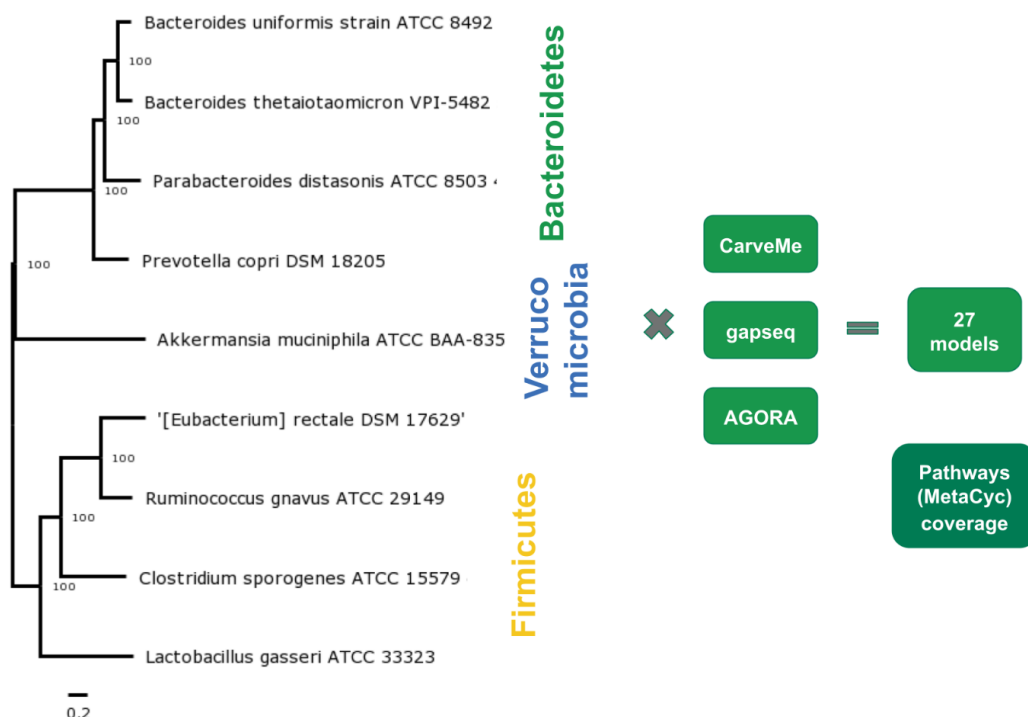 Bacteroides uniformis strain ATCC 8492
100
Bacteroides thetaiotaomicron VPI-5482
100
Parabacteroides distasonis ATCC 8503
100
Prevotella copri DSM 18205
100
Akkermansia muciniphila ATCC BAA-835
'[Eubacterium] rectale DSM 17629'
100
Ruminococcus gnavus ATCC 29149
100
Clostridium sporogenes ATCC 15579
100
Lactobacillus gasseri ATCC 33323
0.2
Bacteroidetes
Verruco
microbia
Firmicutes
CarveMe
gapseq
AGORA
27
models
Pathways
(MetaCyc)
coverage